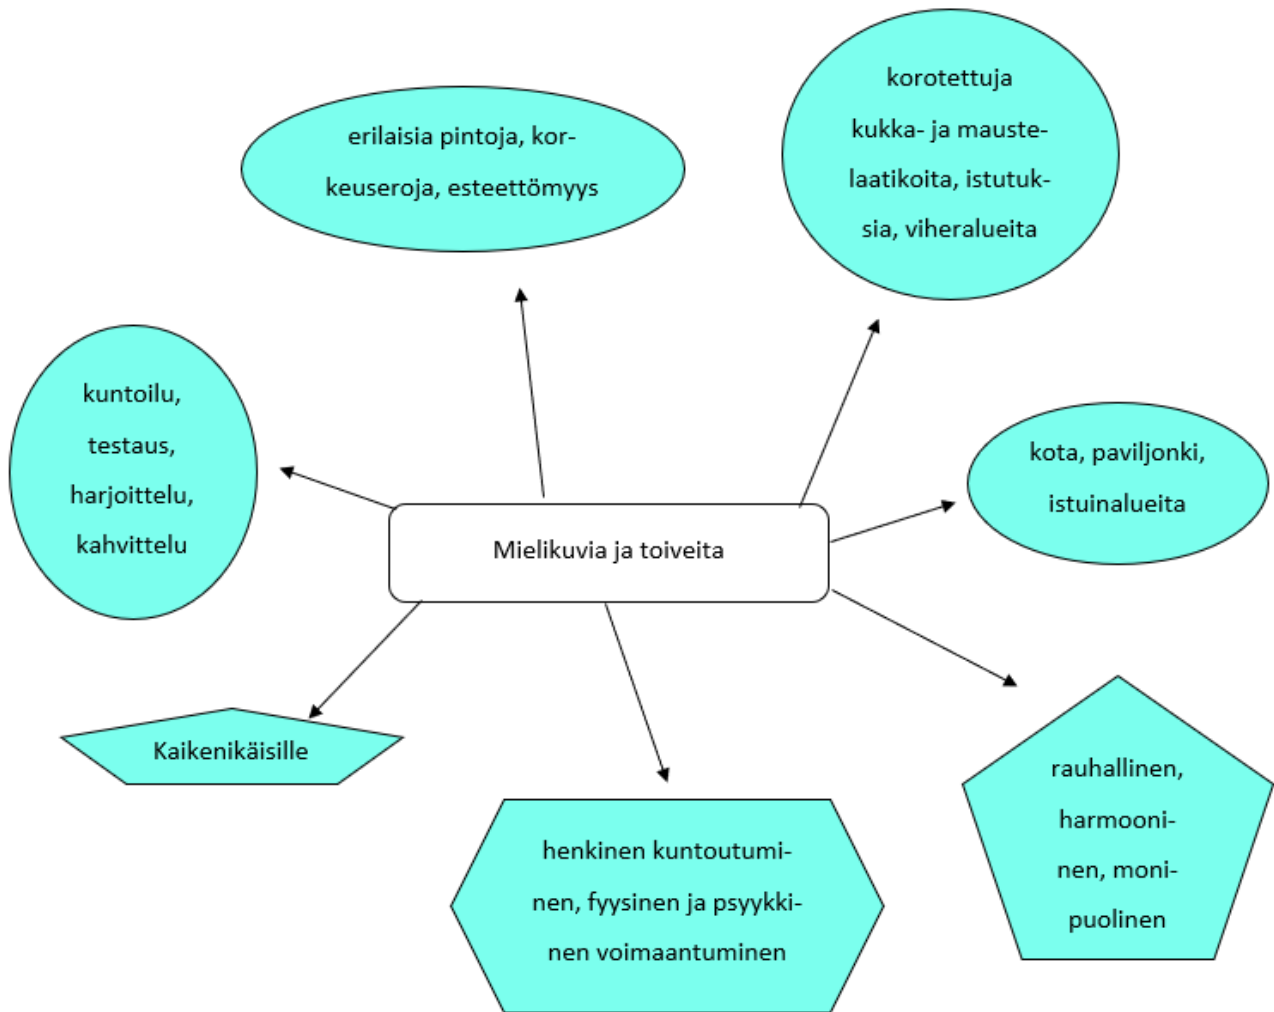 erilaisia pintoja, kor-
keuseroja, esteettömyys
korotettuja
kukka- ja mauste-
laatikoita, istutuk-
sia, viheralueita
kuntoilu,
testaus,
harjoittelu,
kahvittelu
kota, paviljonki,
istuinalueita
Mielikuvia ja toiveita
Kaikenikäisille
henkinen kuntoutumi-
nen, fyysinen ja psyykki-
nen voimaantuminen
rauhallinen,
harmooni-
nen, moni-
puolinen